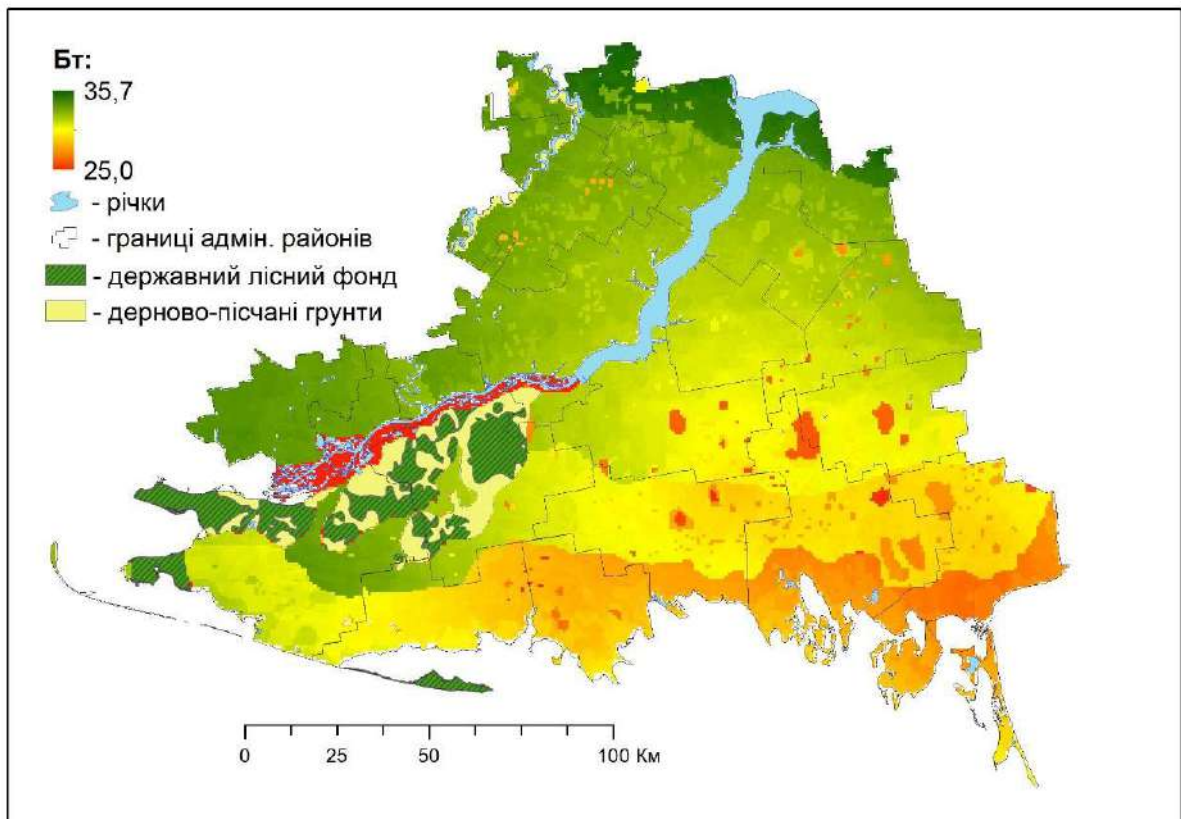 Бт:
35,7
25,0
- річки
- границі адмін. районів
- державний лісний фонд
- дерново-пісчані грунти
0 25 50 100 Км